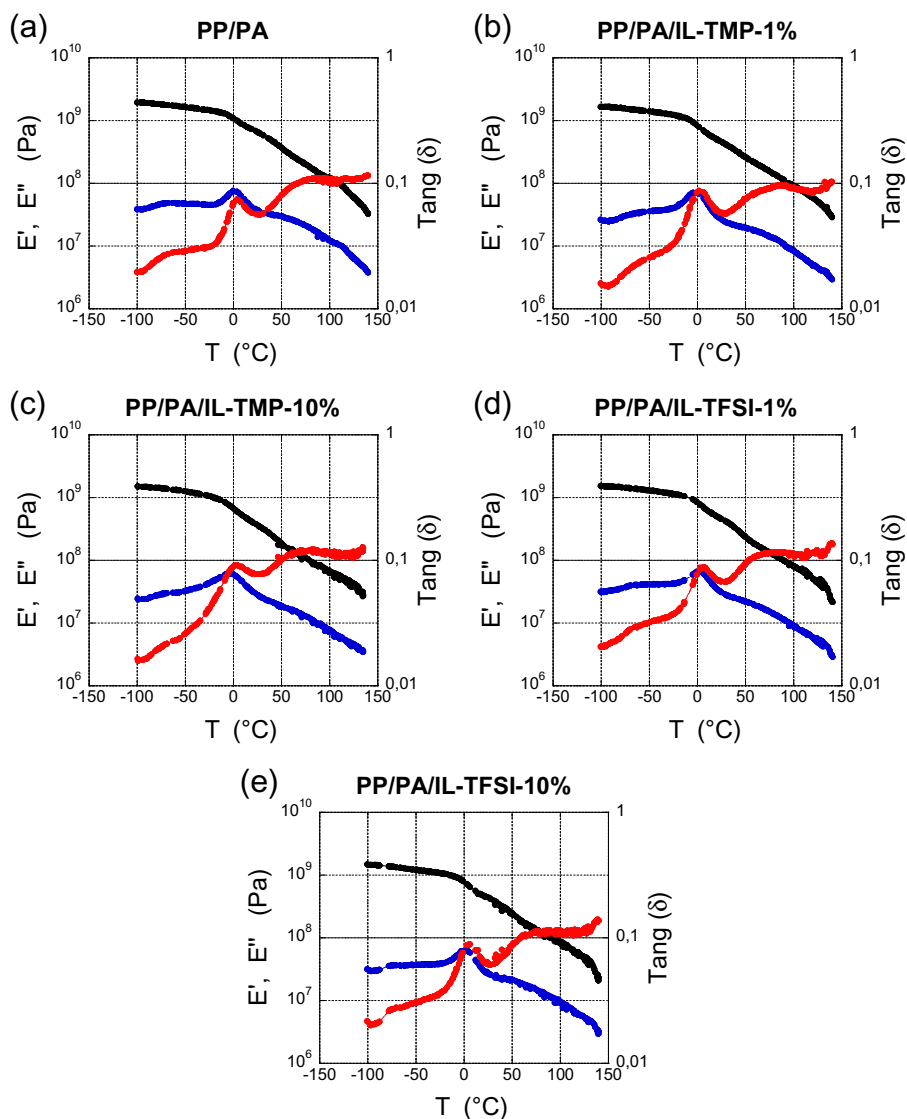 (a) PP/PA
10^10 1
10^9
E', E" (Pa)
10^8 0,1
Tang (δ)
10^7
10^6 0,01
-150 -100 -50 0 50 100 150
T (°C)
(b) PP/PA/IL-TMP-1%
10^10 1
10^9
E', E" (Pa)
10^8 0,1
Tang (δ)
10^7
10^6 0,01
-150 -100 -50 0 50 100 150
T (°C)
(c) PP/PA/IL-TMP-10%
10^10 1
10^9
E', E" (Pa)
10^8 0,1
Tang (δ)
10^7
10^6 0,01
-150 -100 -50 0 50 100 150
T (°C)
(d) PP/PA/IL-TFSI-1%
10^10 1
10^9
E', E" (Pa)
10^8 0,1
Tang (δ)
10^7
10^6 0,01
-150 -100 -50 0 50 100 150
T (°C)
(e) PP/PA/IL-TFSI-10%
10^10 1
10^9
E', E" (Pa)
10^8 0,1
Tang (δ)
10^7
10^6 0,01
-150 -100 -50 0 50 100 150
T (°C)